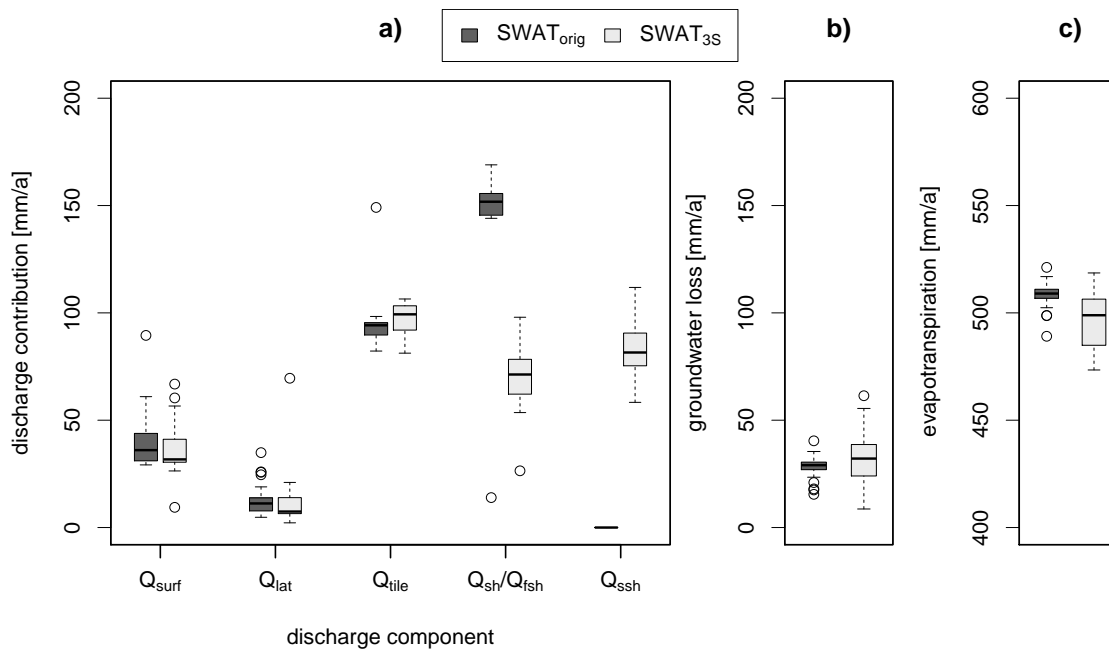 a)
SWATorig SWAT3S
b)
c)
discharge contribution [mm/a]
200
150
100
50
0
Qsurf Qlat Qtile Qsh/Qfsh Qssh
discharge component
groundwater loss [mm/a]
200
150
100
50
0
evapotranspiration [mm/a]
600
550
500
450
400